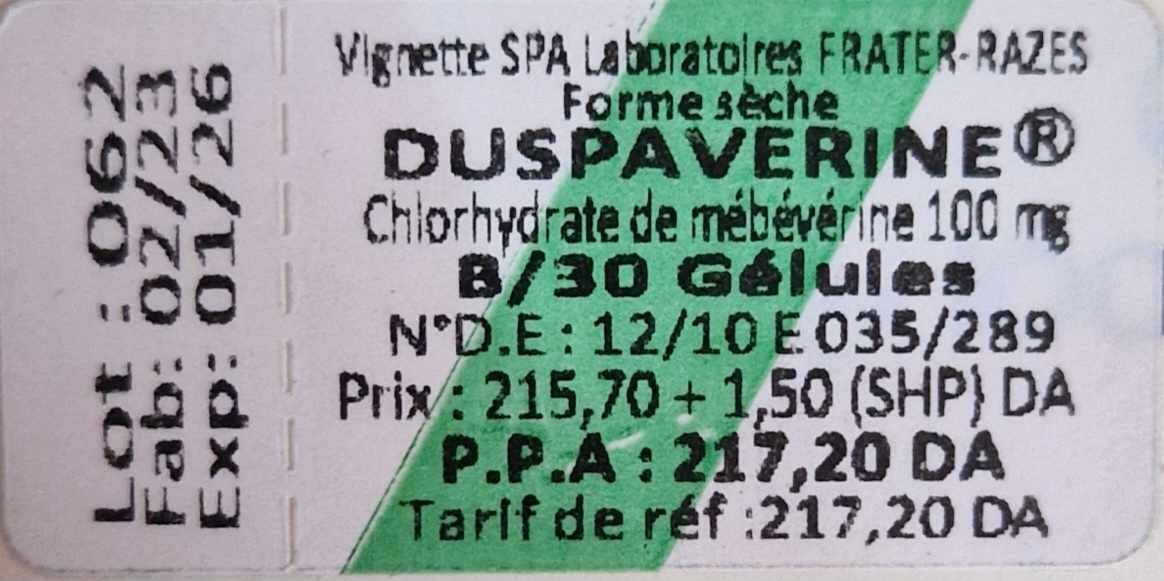 Lot : 062
Fab: 02/23
Exp: 01/26
Vignette SPA Laboratoires FRATER-RAZES
Forme sèche
DUSPAVERINE®
Chlorhydrate de mébévérine 100 mg
B/30 Gélules
N°D.E : 12/10 E 035/289
Prix : 215,70 + 1,50 (SHP) DA
P.P.A : 217,20 DA
Tarif de réf :217,20 DA